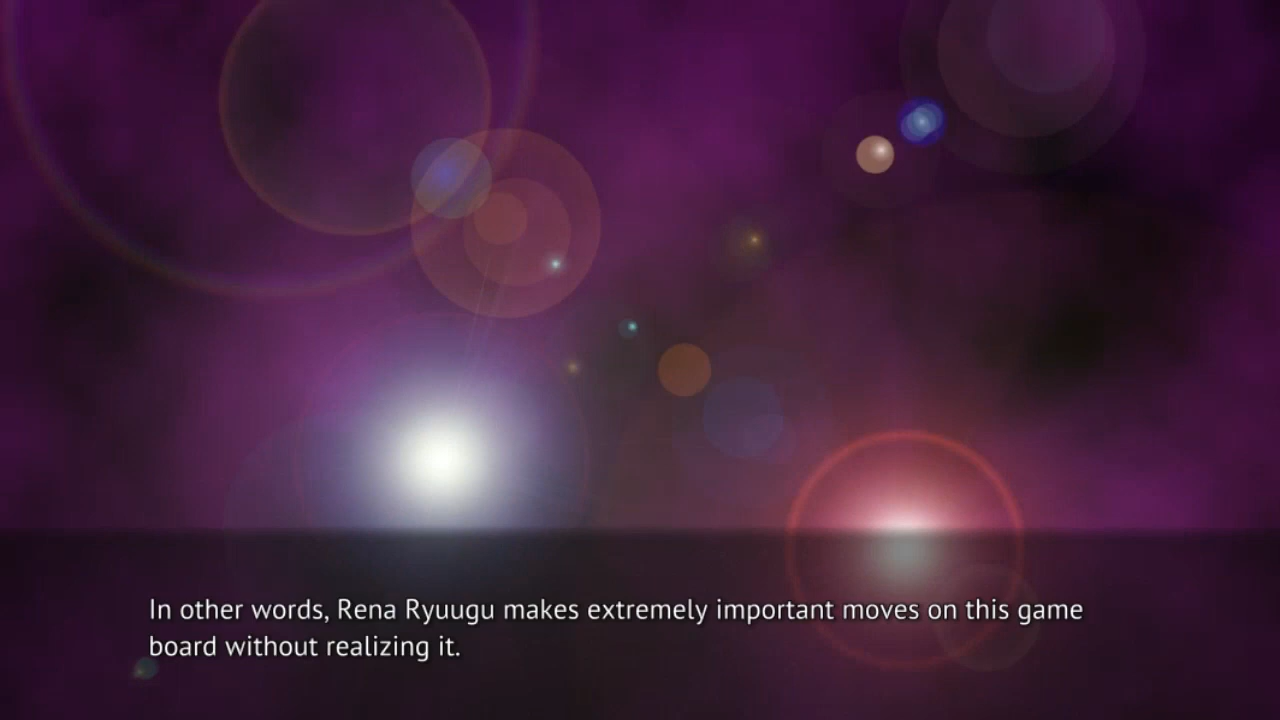 In other words, Rena Ryuugu makes extremely important moves on this game
board without realizing it.